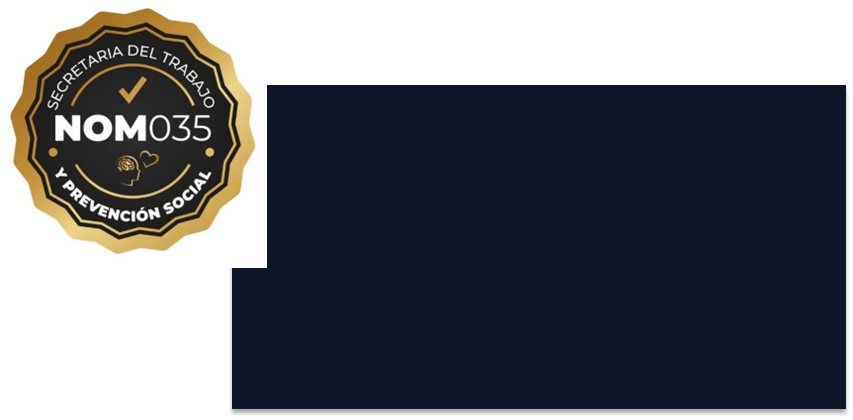 SECRETARIA DEL TRABAJO
NOM035
Y PREVENCIÓN SOCIAL